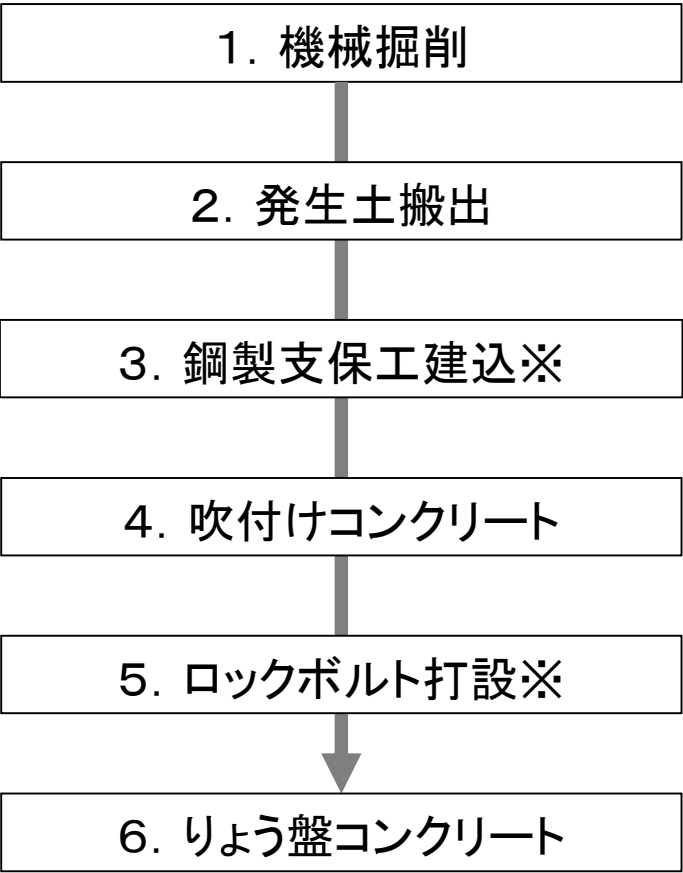 １．機械掘削
２．発生土搬出
３．鋼製支保工建込※
４．吹付けコンクリート
５．ロックボルト打設※
６．りょう盤コンクリート